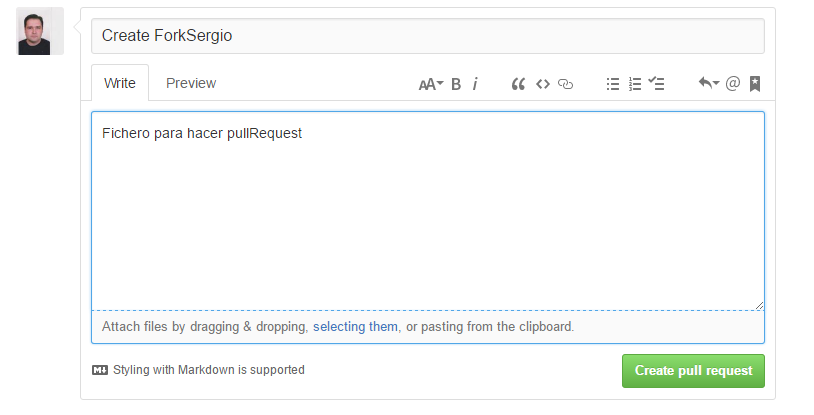 Create ForkSergio
Write Preview AA B i @
Fichero para hacer pullRequest
Attach files by dragging & dropping, selecting them, or pasting from the clipboard.
Styling with Markdown is supported
Create pull request